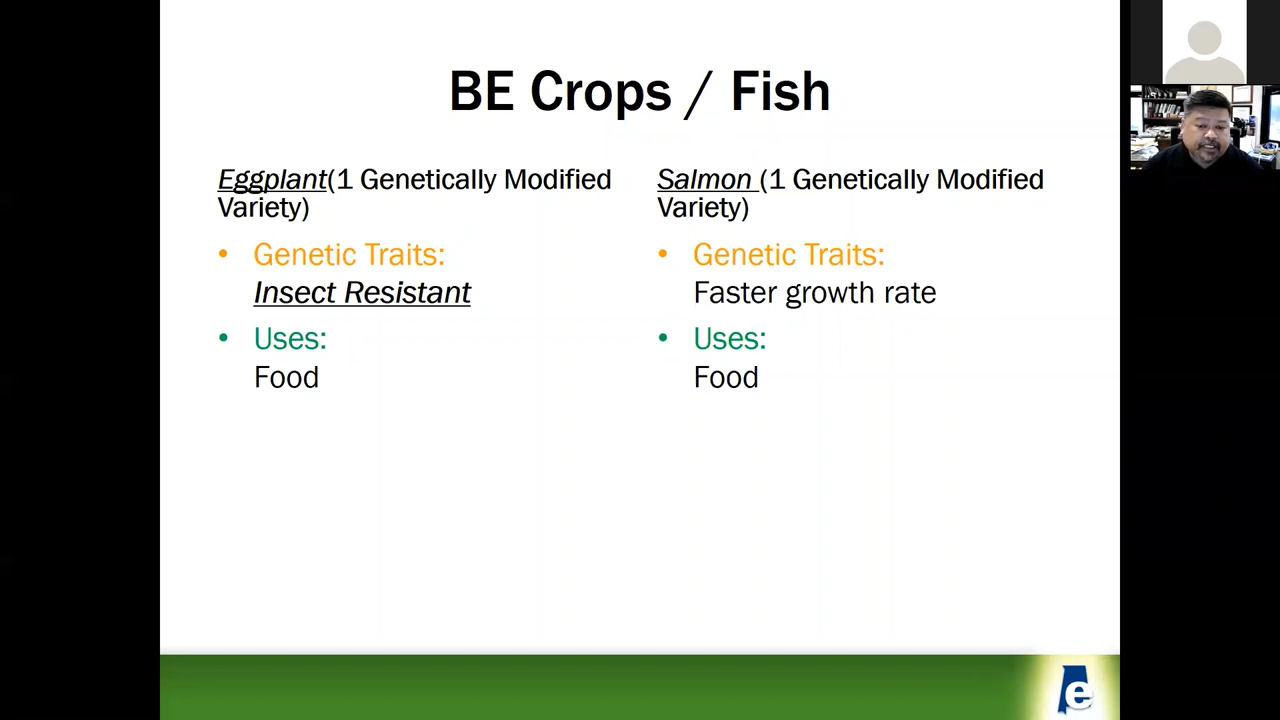 BE Crops / Fish
Eggplant(1 Genetically Modified
Variety)
• Genetic Traits:
Insect Resistant
• Uses:
Food
Salmon (1 Genetically Modified
Variety)
• Genetic Traits:
Faster growth rate
• Uses:
Food
e